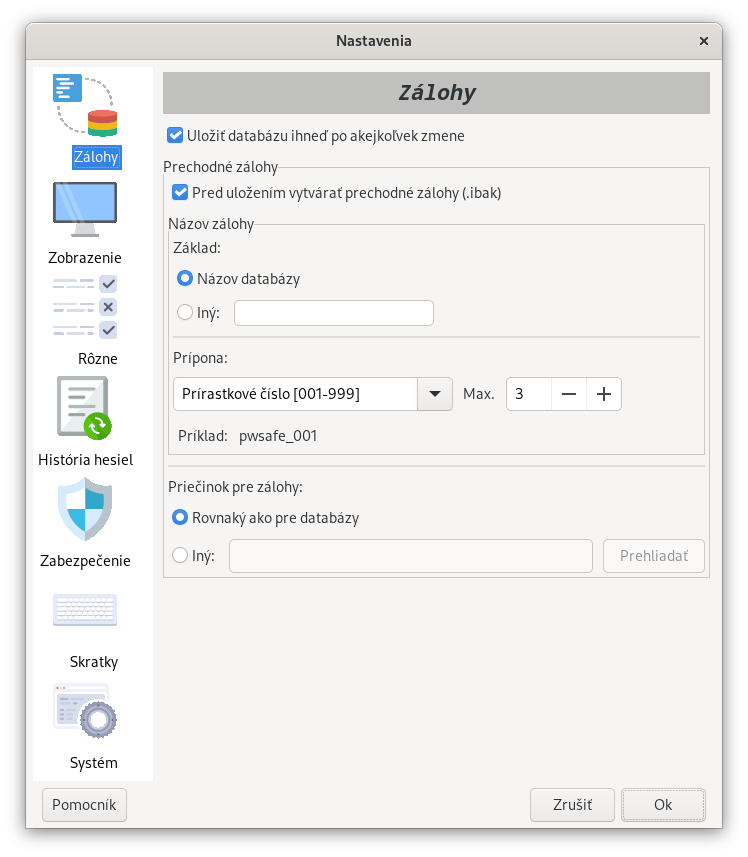 Nastavenia
Zálohy
Zobrazenie
Rôzne
História hesiel
Zabezpečenie
Skratky
Systém
Zálohy
Uložiť databázu ihneď po akejkoľvek zmene
Prechodné zálohy
Pred uložením vytvárať prechodné zálohy (.ibak)
Názov zálohy
Základ:
Názov databázy
Iný:
Prípona:
Prírastkové číslo [001-999] Max. 3
Príklad: pwsafe_001
Priečinok pre zálohy:
Rovnaký ako pre databázy
Iný: Prehliadať
Pomocník Zrušiť Ok